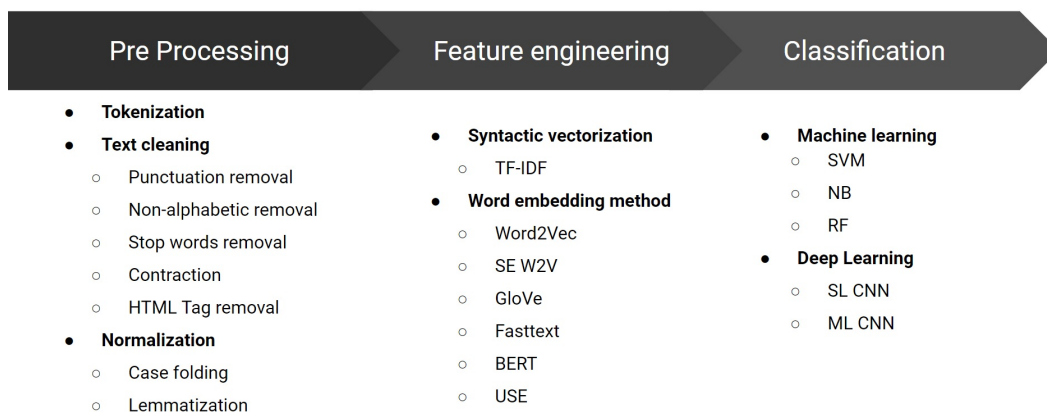 Pre Processing
Feature engineering
Classification
● Tokenization
● Text cleaning
○ Punctuation removal
○ Non-alphabetic removal
○ Stop words removal
○ Contraction
○ HTML Tag removal
● Normalization
○ Case folding
○ Lemmatization
● Syntactic vectorization
○ TF-IDF
● Word embedding method
○ Word2Vec
○ SE W2V
○ GloVe
○ Fasttext
○ BERT
○ USE
● Machine learning
○ SVM
○ NB
○ RF
● Deep Learning
○ SL CNN
○ ML CNN